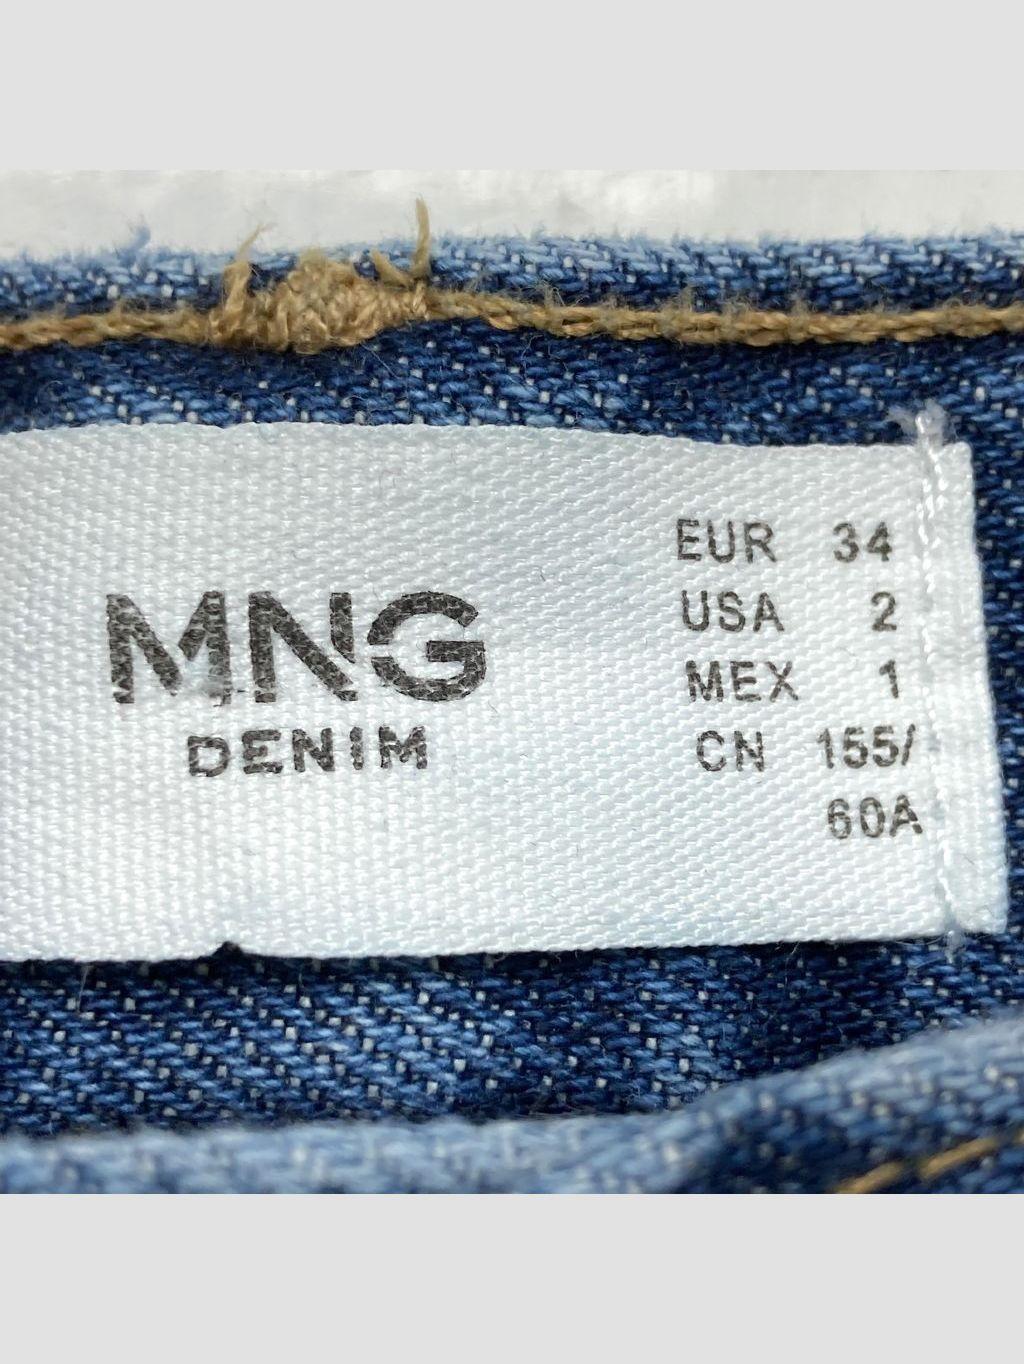 MNG
DENIM
EUR 34
USA 2
MEX 1
CN 155/
60A